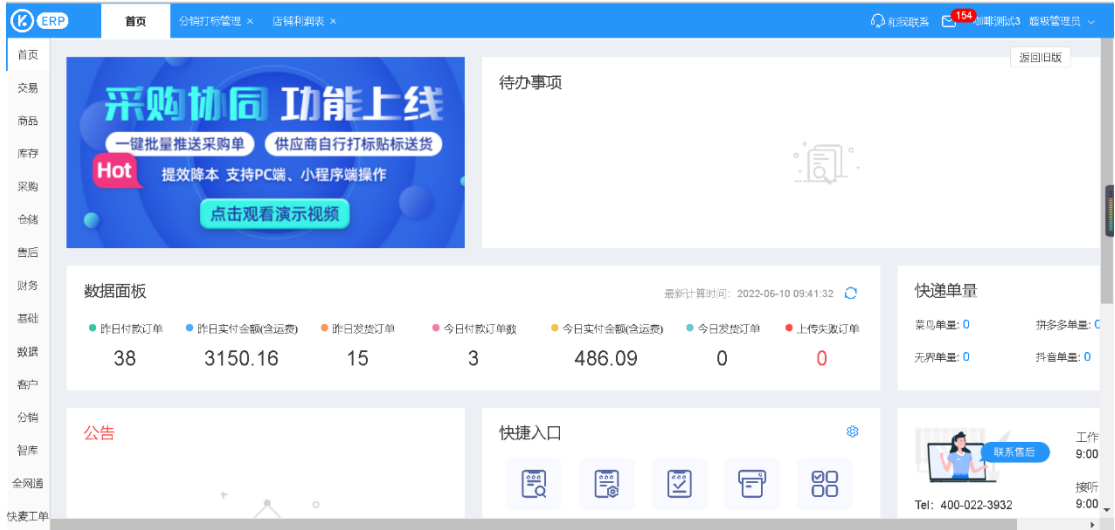 K ERP
首页
分销打标管理 ×
店铺利润表 ×
和我联系
154
咖啡测试3
超级管理员
首页
交易
商品
库存
采购
仓储
售后
财务
基础
数据
客户
分销
智库
全网通
快麦工单
返回旧版
采购协同 功能上线
一键批量推送采购单
供应商自行打标贴标送货
Hot
提效降本 支持PC端、小程序端操作
点击观看演示视频
待办事项
数据面板
最新计算时间: 2022-06-10 09:41:32
昨日付款订单
昨日实付金额(含运费)
昨日发货订单
今日付款订单数
今日实付金额(含运费)
今日发货订单
上传失败订单
38
3150.16
15
3
486.09
0
0
快递单量
菜鸟单量: 0
拼多多单量: 0
无界单量: 0
抖音单量: 0
公告
快捷入口
联系售后
工作
9:00
接听
Tel: 400-022-3932
9:00